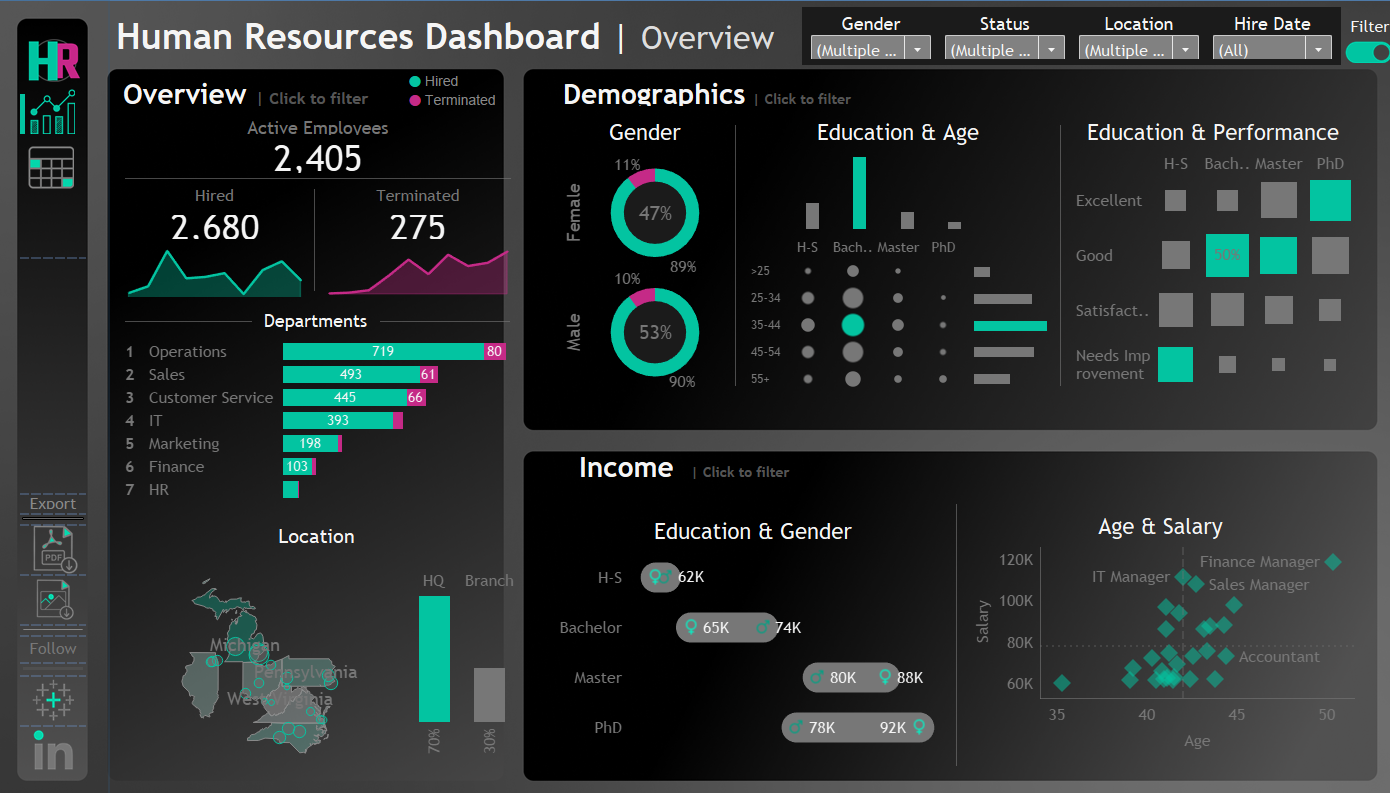 HR
Human Resources Dashboard | Overview
Gender
Status
Location
Hire Date
Filter
(Multiple ...
(Multiple ...
(Multiple ...
(All)
Overview | Click to filter
Hired
Terminated
Active Employees
2,405
Hired
Terminated
2,680
275
Departments
1 Operations 719 80
2 Sales 493 61
3 Customer Service 445 66
4 IT 393
5 Marketing 198
6 Finance 103
7 HR
Location
HQ Branch
Michigan
Pennsylvania
West Virginia
70% 30%
Export
PDF
Follow
in
Demographics | Click to filter
Gender
Female
11%
47%
89%
Male
10%
53%
90%
Education & Age
H-S Bach.. Master PhD
>25
25-34
35-44
45-54
55+
Education & Performance
H-S Bach.. Master PhD
Excellent
Good 50%
Satisfact..
Needs Imp
rovement
Income | Click to filter
Education & Gender
H-S 62K
Bachelor 65K 74K
Master 80K 88K
PhD 78K 92K
Age & Salary
Salary
120K
100K
80K
60K
Finance Manager
IT Manager
Sales Manager
Accountant
35 40 45 50
Age